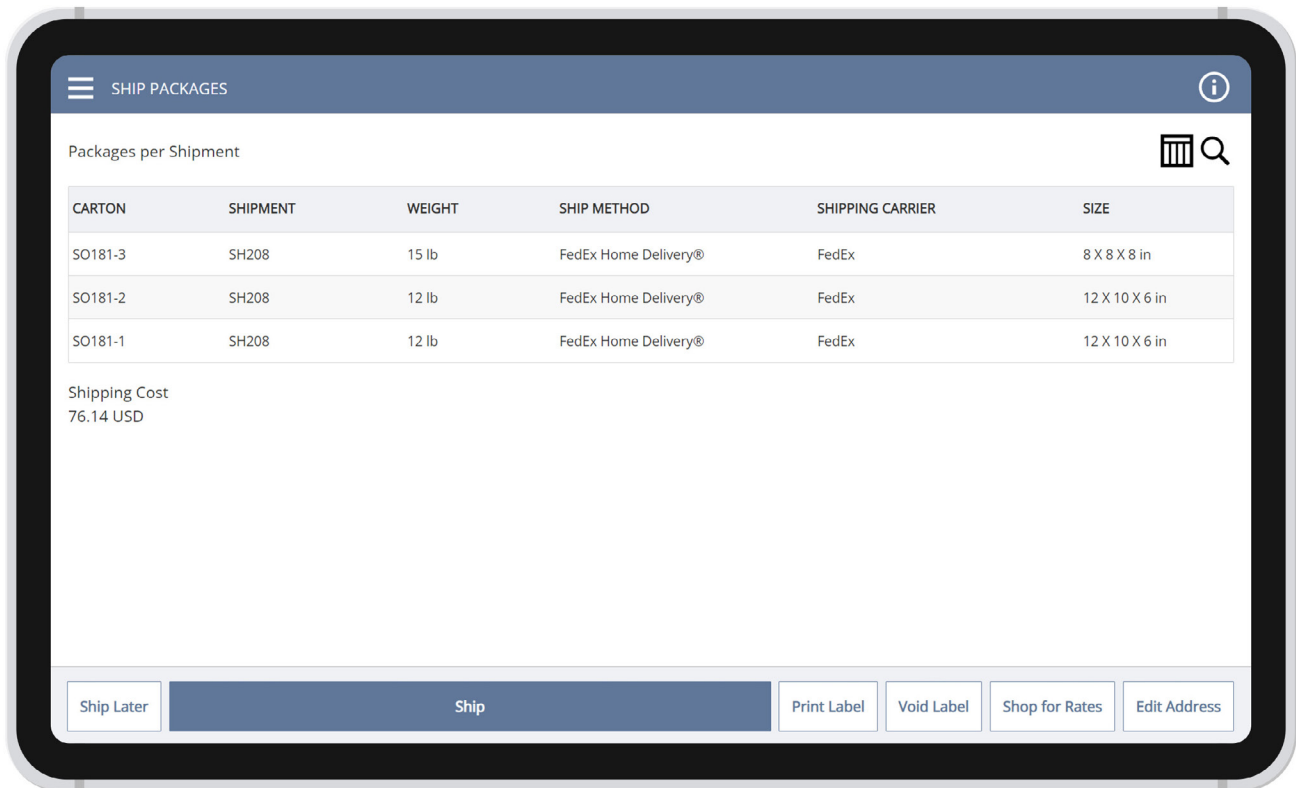 SHIP PACKAGES
Packages per Shipment
CARTON SHIPMENT WEIGHT SHIP METHOD SHIPPING CARRIER SIZE
SO181-3 SH208 15 lb FedEx Home Delivery® FedEx 8 X 8 X 8 in
SO181-2 SH208 12 lb FedEx Home Delivery® FedEx 12 X 10 X 6 in
SO181-1 SH208 12 lb FedEx Home Delivery® FedEx 12 X 10 X 6 in
Shipping Cost
76.14 USD
Ship Later Ship Print Label Void Label Shop for Rates Edit Address